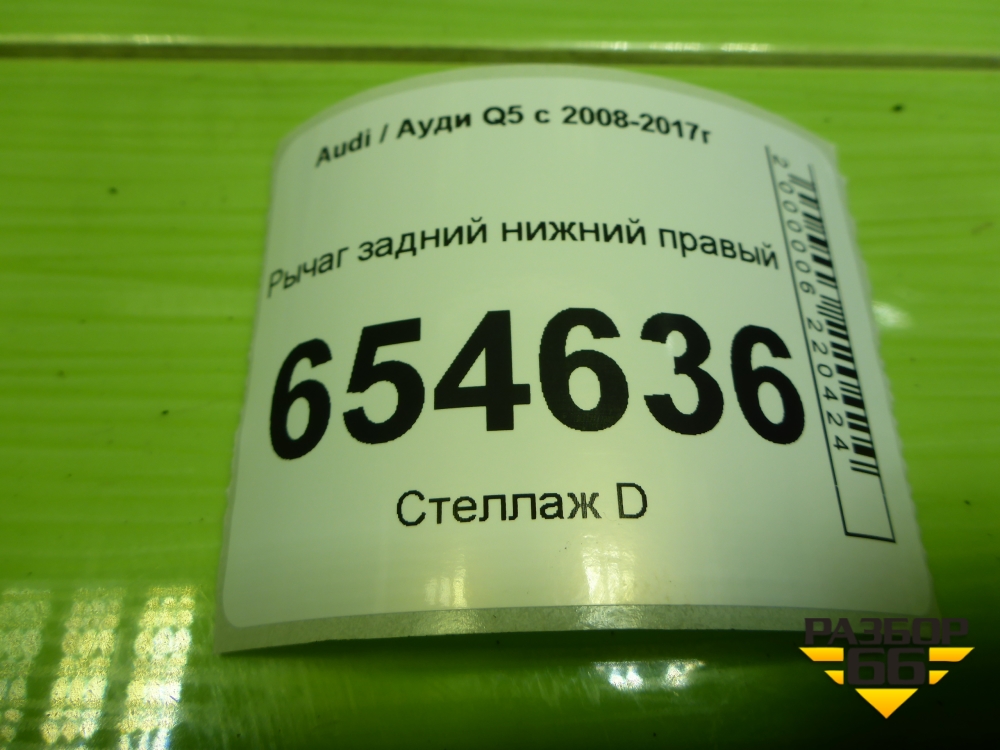 Audi / Ауди Q5 с 2008-2017г
Рычаг задний нижний правый
654636
Стеллаж D
2000006220424
РАЗБОР
66